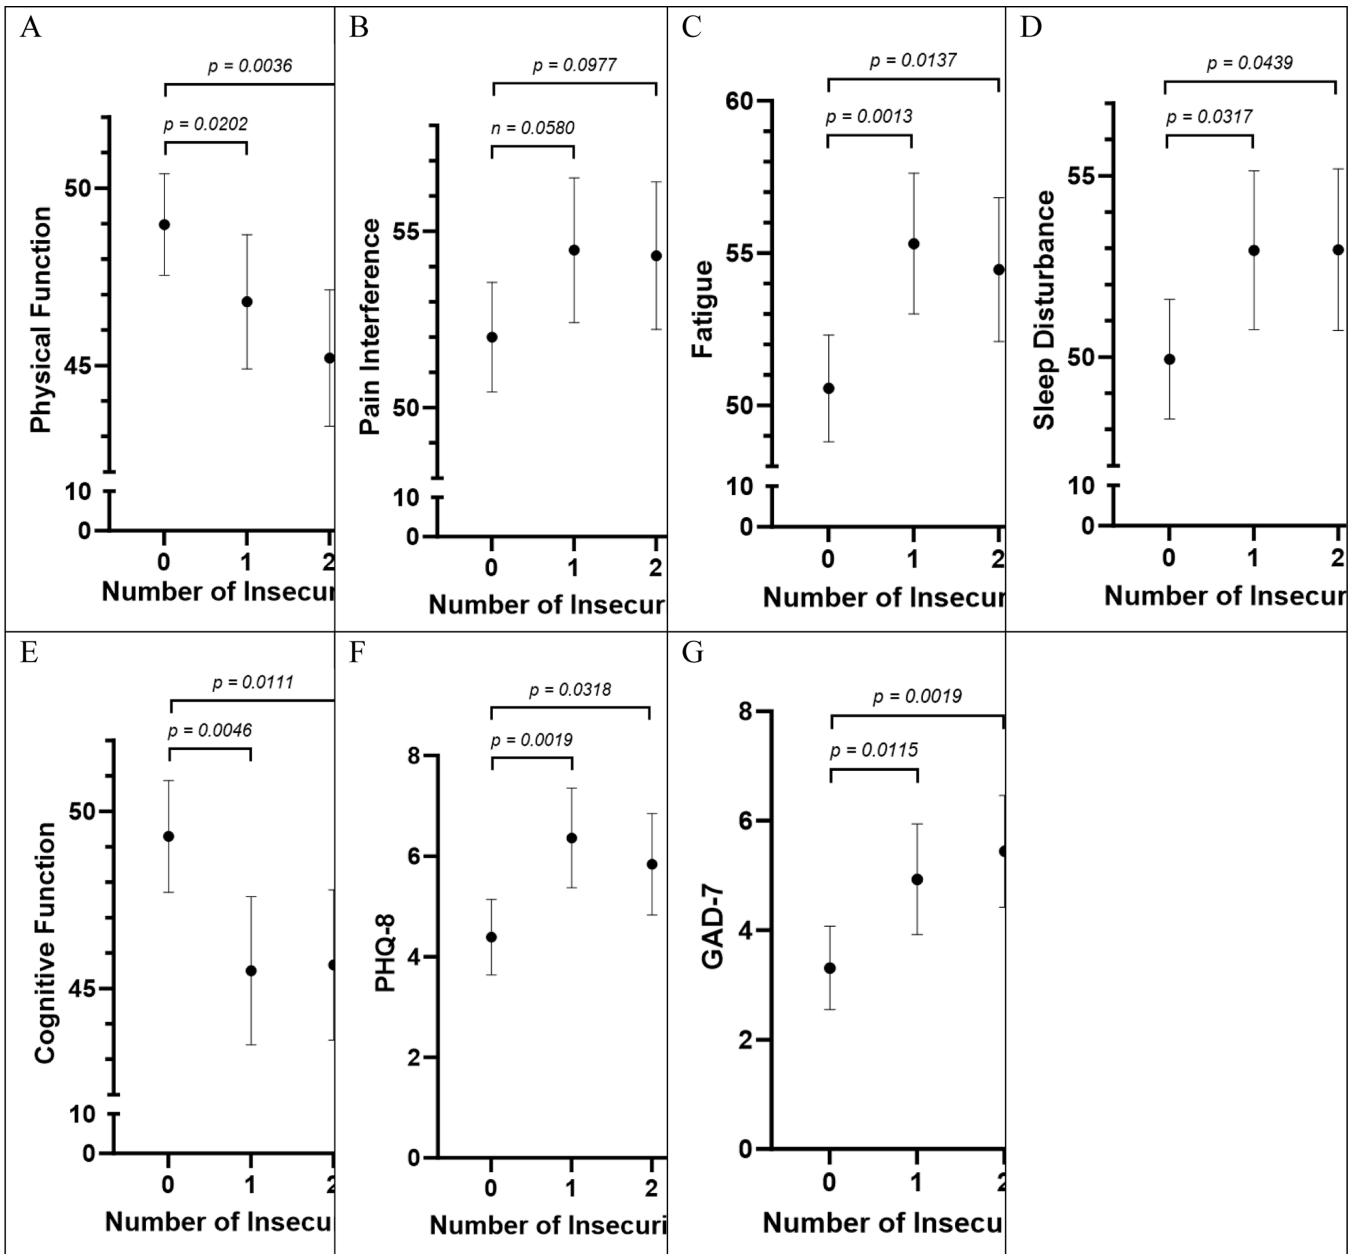 A
p = 0.0036
p = 0.0202
50
45
10
0
Physical Function
0 1 2
Number of Insecuri
B
p = 0.0977
n = 0.0580
55
50
10
0
Pain Interference
0 1 2
Number of Insecuri
C
p = 0.0137
p = 0.0013
60
55
50
10
0
Fatigue
0 1 2
Number of Insecur
D
p = 0.0439
p = 0.0317
55
50
10
0
Sleep Disturbance
0 1 2
Number of Insecur
E
p = 0.0111
p = 0.0046
50
45
10
0
Cognitive Function
0 1 2
Number of Insecu
F
p = 0.0318
p = 0.0019
8
6
4
2
0
PHQ-8
0 1 2
Number of Insecuri
G
p = 0.0019
p = 0.0115
8
6
4
2
0
GAD-7
0 1 2
Number of Insecu